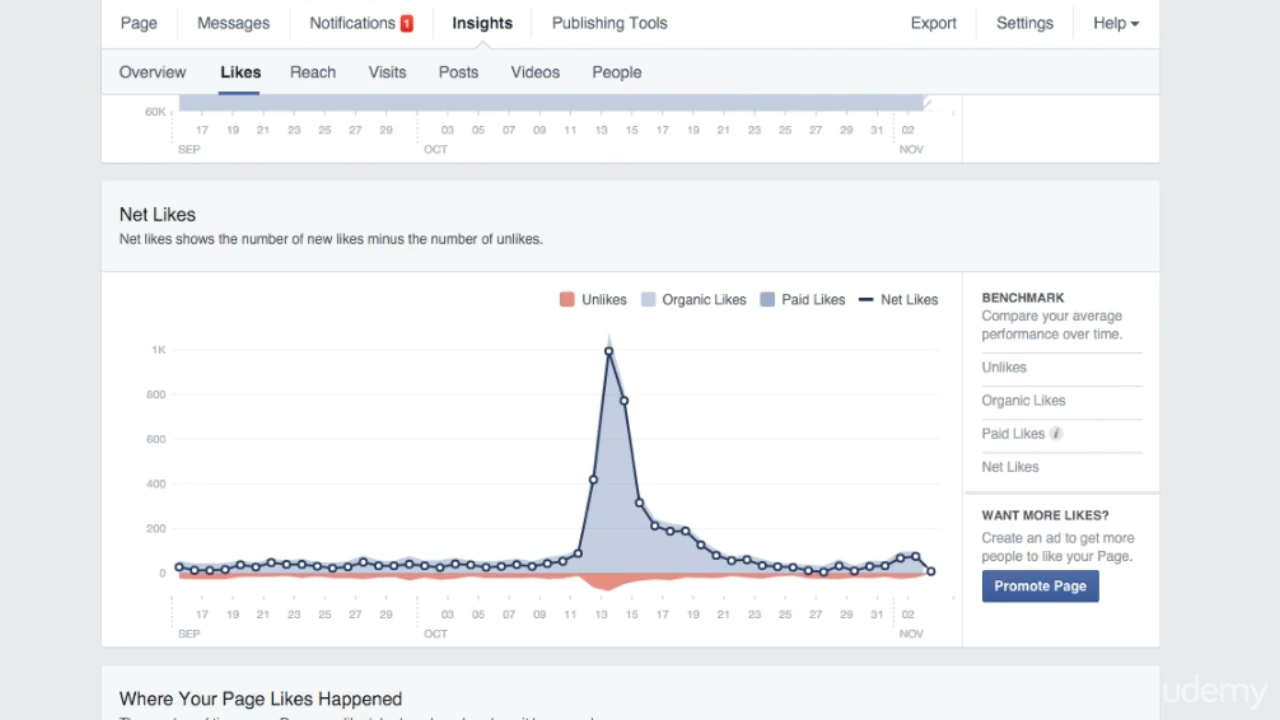 Page Messages Notifications 1 Insights Publishing Tools Export Settings Help
Overview Likes Reach Visits Posts Videos People
60K
17 19 21 23 25 27 29 03 05 07 09 11 13 15 17 19 21 23 25 27 29 31 02
SEP OCT NOV
Net Likes
Net likes shows the number of new likes minus the number of unlikes.
Unlikes Organic Likes Paid Likes Net Likes
1K
800
600
400
200
0
17 19 21 23 25 27 29 03 05 07 09 11 13 15 17 19 21 23 25 27 29 31 02
SEP OCT NOV
BENCHMARK
Compare your average
performance over time.
Unlikes
Organic Likes
Paid Likes i
Net Likes
WANT MORE LIKES?
Create an ad to get more
people to like your Page.
Promote Page
Where Your Page Likes Happened
udemy